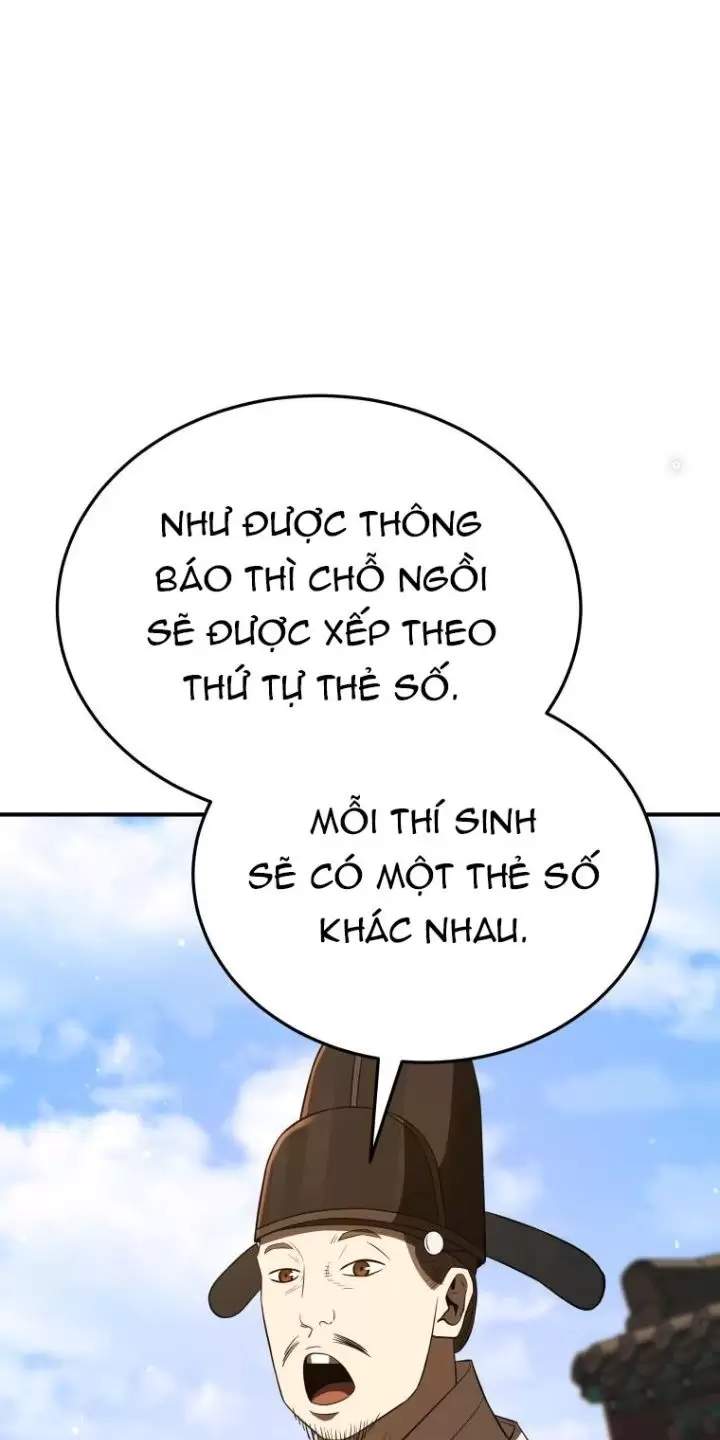 NHƯ ĐƯỢC THÔNG
BÁO THÌ CHỖ NGỒI
SẼ ĐƯỢC XẾP THEO
THỨ TỰ THẺ SỐ.
MỖI THÍ SINH
SẼ CÓ MỘT THẺ SỐ
KHÁC NHAU.